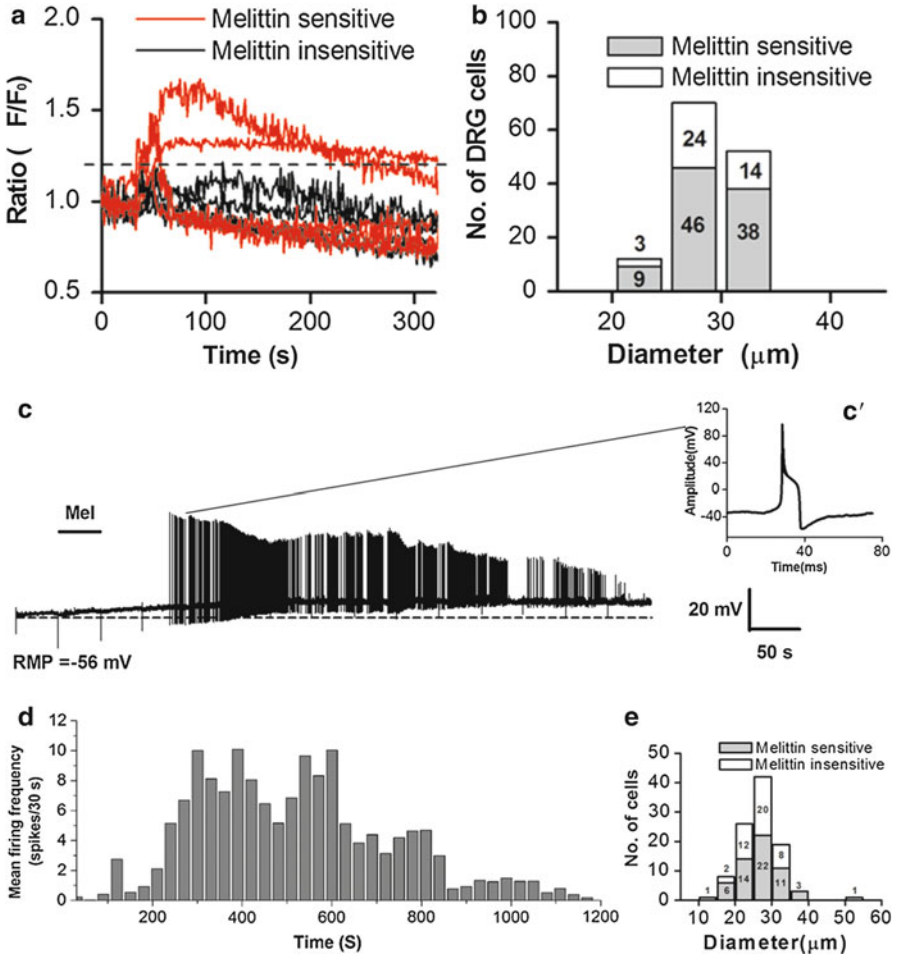 a
2.0
1.5
1.0
0.5
Ratio ( F/F₀)
0
100
200
300
Time (s)
Melittin sensitive
Melittin insensitive
b
100
80
60
40
20
0
No. of DRG cells
Melittin sensitive
Melittin insensitive
3
9
24
46
14
38
20
30
40
Diameter (μm)
c
Mel
RMP =-56 mV
c′
120
80
40
0
-40
Amplitude(mV)
0
40
80
Time(ms)
20 mV
50 s
d
12
10
8
6
4
2
0
Mean firing frequency
(spikes/30 s)
200
400
600
800
1000
1200
Time (S)
e
Melittin sensitive
Melittin insensitive
50
40
30
20
10
0
No. of cells
1
2
6
12
14
20
22
8
11
3
1
10
20
30
40
50
60
Diameter(μm)